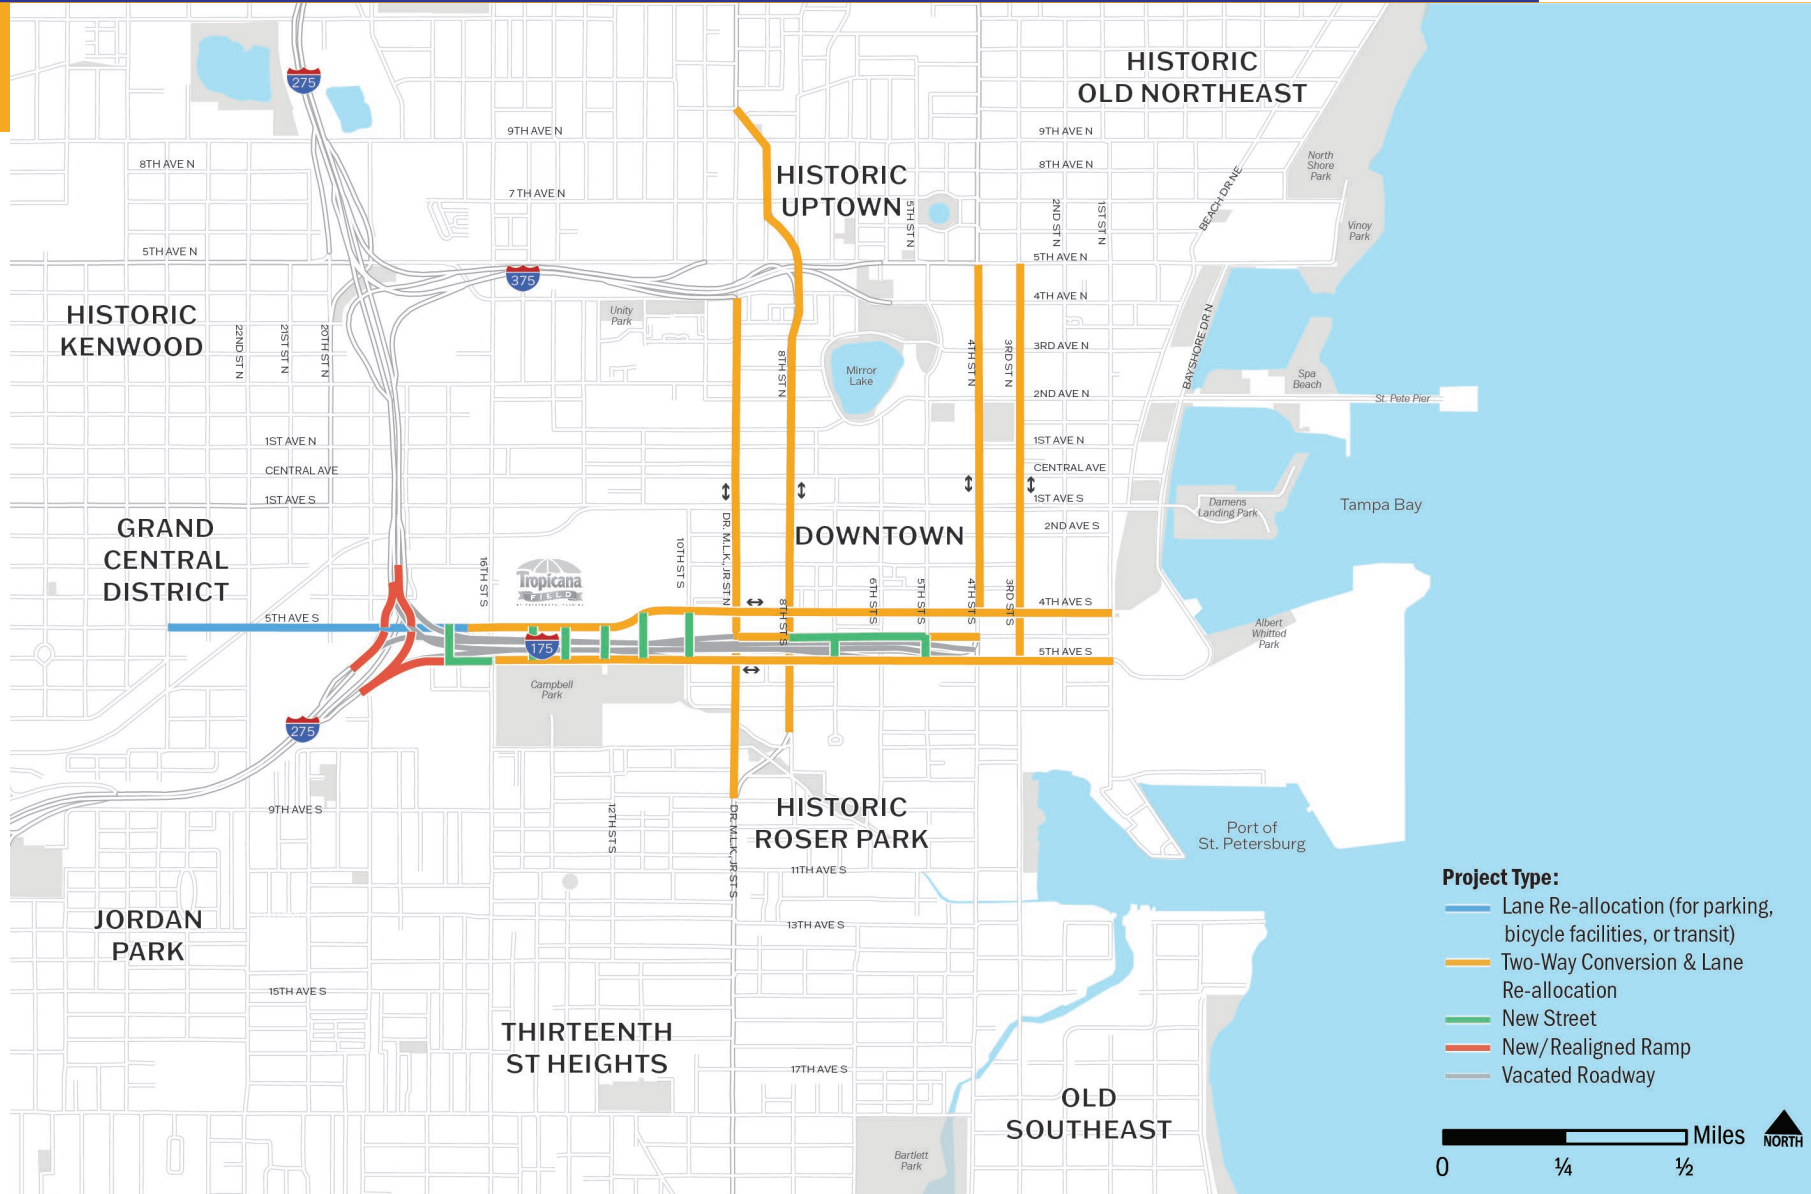 HISTORIC
OLD NORTHEAST
275
9TH AVE N
9TH AVE N
8TH AVE N
8TH AVE N
North
Shore
Park
HISTORIC
UPTOWN
7 TH AVE N
5TH ST N
2ND ST N
1ST ST N
BEACH DR NE
Vinoy
Park
5TH AVE N
5TH AVE N
375
4TH AVE N
HISTORIC
KENWOOD
Unity
Park
22ND ST N
21ST ST N
20TH ST N
8TH ST N
Mirror
Lake
4TH ST N
3RD ST N
3RD AVE N
BAYSHORE DR N
Spa
Beach
2ND AVE N
St. Pete Pier
1ST AVE N
1ST AVE N
CENTRAL AVE
CENTRAL AVE
1ST AVE S
1ST AVE S
Damens
Landing Park
Tampa Bay
GRAND
CENTRAL
DISTRICT
DOWNTOWN
2ND AVE S
16TH ST S
Tropicana
FIELD
10TH ST S
DR. M.L.K., JR ST N
8TH ST S
6TH ST S
5TH ST S
4TH ST S
3RD ST S
4TH AVE S
5TH AVE S
175
5TH AVE S
Albert
Whitted
Park
Campbell
Park
275
9TH AVE S
12TH ST S
DR. M.L.K., JR ST S
HISTORIC
ROSER PARK
Port of
St. Petersburg
11TH AVE S
JORDAN
PARK
13TH AVE S
15TH AVE S
THIRTEENTH
ST HEIGHTS
17TH AVE S
OLD
SOUTHEAST
Bartlett
Park
Project Type:
Lane Re-allocation (for parking,
bicycle facilities, or transit)
Two-Way Conversion & Lane
Re-allocation
New Street
New/Realigned Ramp
Vacated Roadway
Miles
NORTH
0 ¼ ½